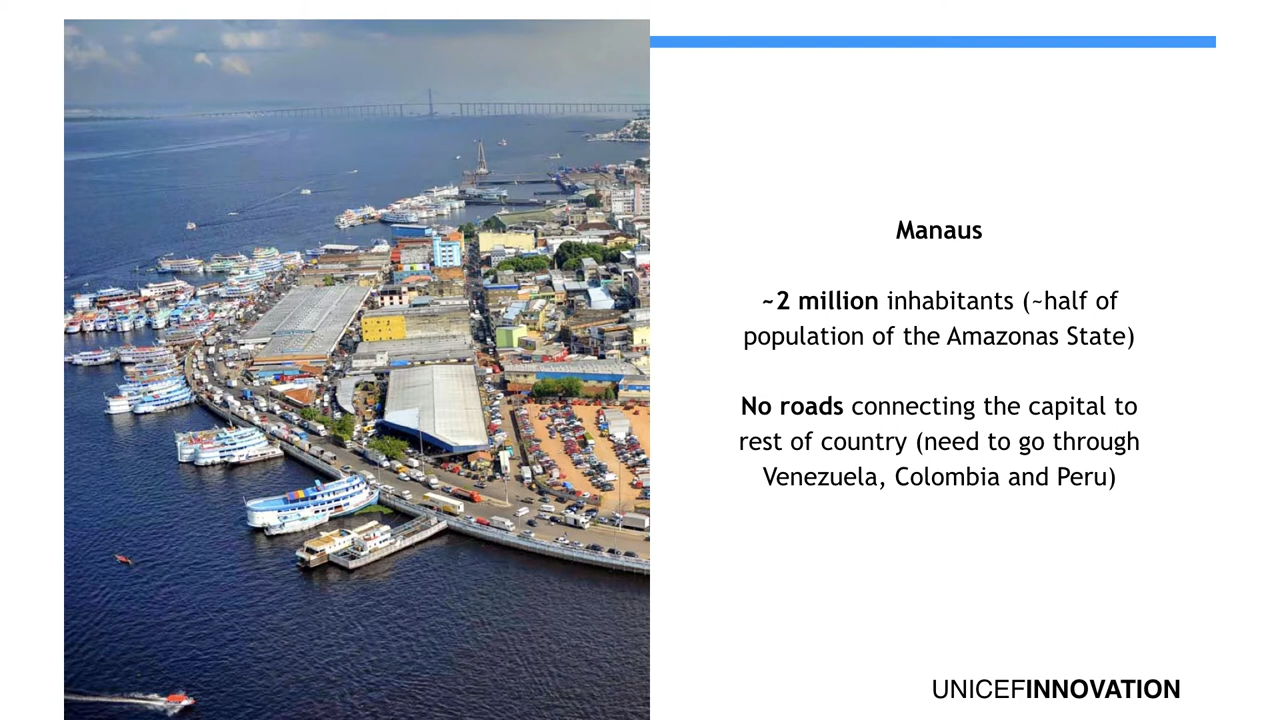 Manaus
~2 million inhabitants (~half of
population of the Amazonas State)
No roads connecting the capital to
rest of country (need to go through
Venezuela, Colombia and Peru)
UNICEFINNOVATION